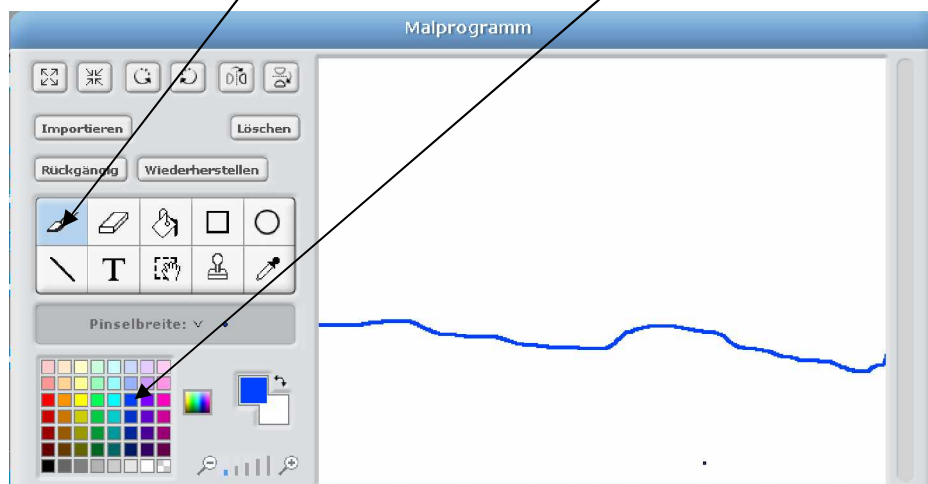 Malprogramm
Importieren
Löschen
Rückgängig
Wiederherstellen
T
Pinselbreite: